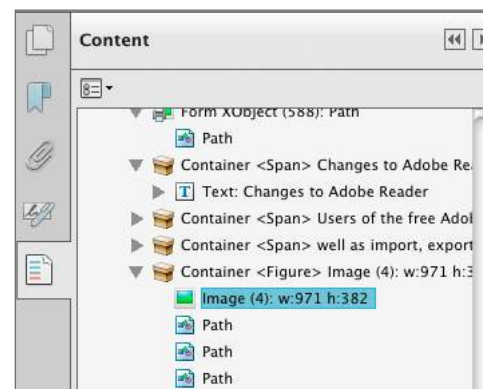 Content
Form XObject (588): Path
Path
Container <Span> Changes to Adobe Re
Text: Changes to Adobe Reader
Container <Span> Users of the free Adol
Container <Span> well as import, export
Container <Figure> Image (4): w:971 h:3
Image (4): w:971 h:382
Path
Path
Path